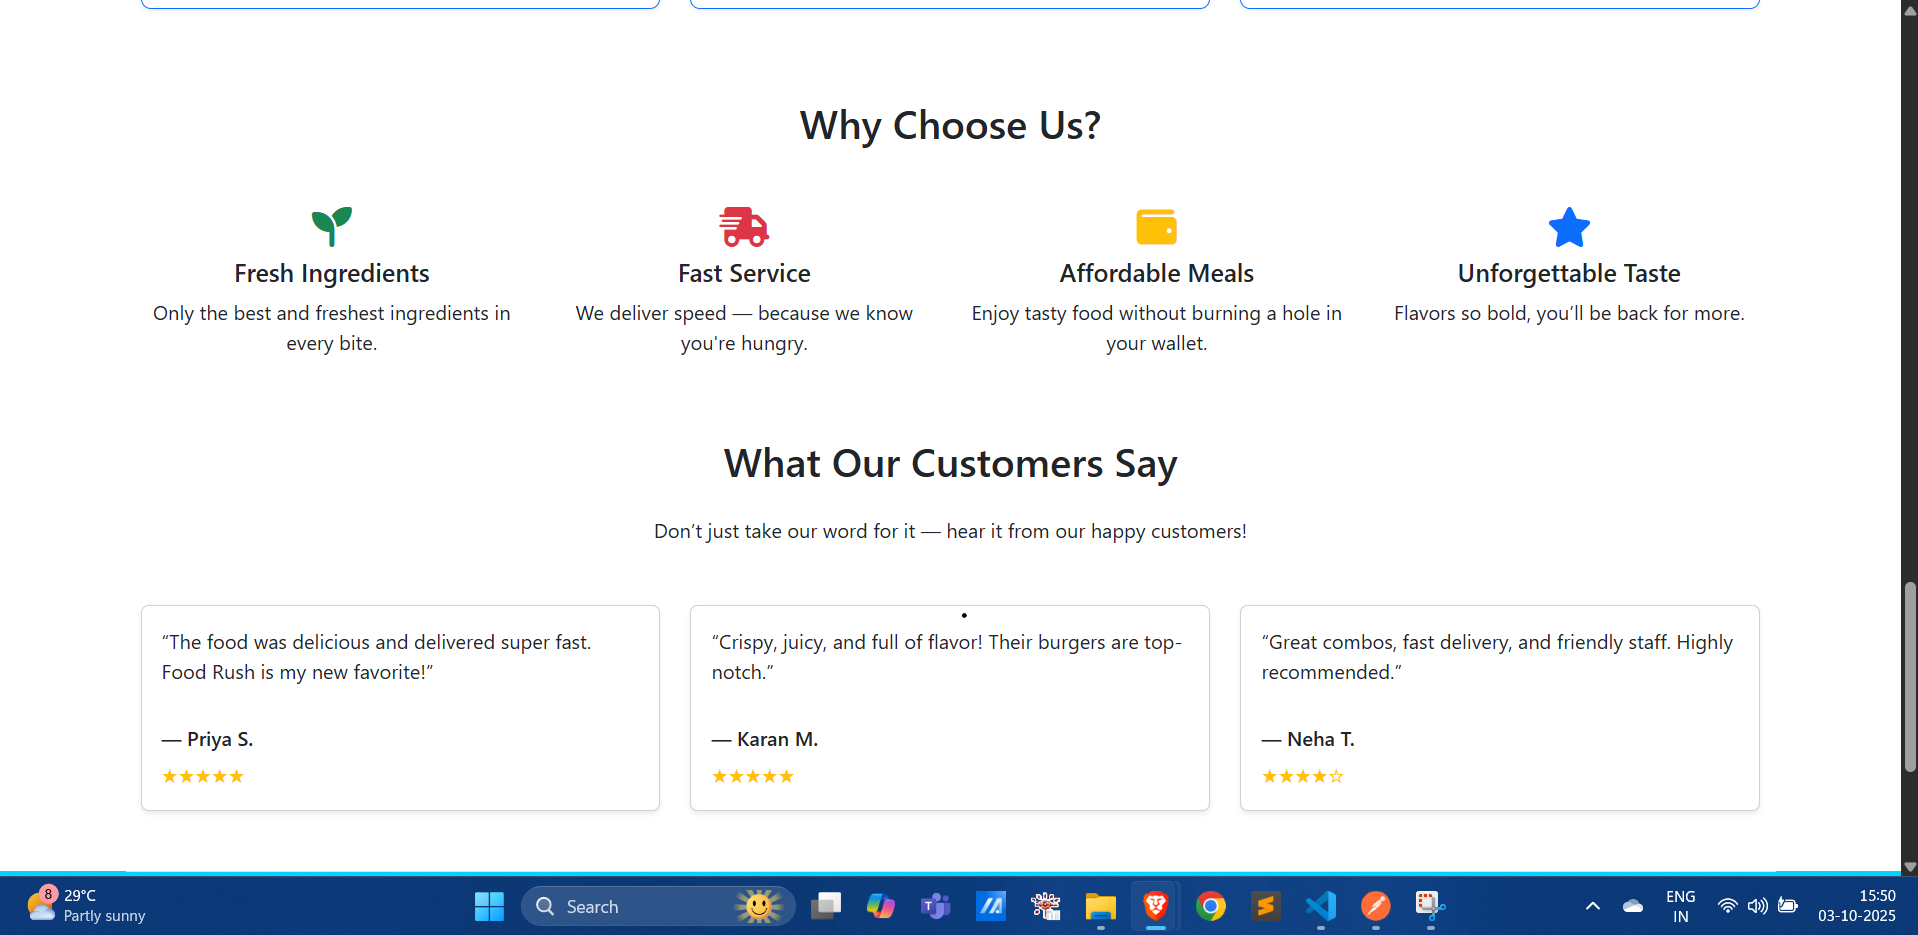 Why Choose Us?
Fresh Ingredients
Only the best and freshest ingredients in
every bite.
Fast Service
We deliver speed — because we know
you're hungry.
Affordable Meals
Enjoy tasty food without burning a hole in
your wallet.
Unforgettable Taste
Flavors so bold, you’ll be back for more.
What Our Customers Say
Don’t just take our word for it — hear it from our happy customers!
“The food was delicious and delivered super fast.
Food Rush is my new favorite!”
— Priya S.
★★★★★
“Crispy, juicy, and full of flavor! Their burgers are top-
notch.”
— Karan M.
★★★★★
“Great combos, fast delivery, and friendly staff. Highly
recommended.”
— Neha T.
★★★★☆
8
29°C
Partly sunny
Search
T
ENG
IN
15:50
03-10-2025